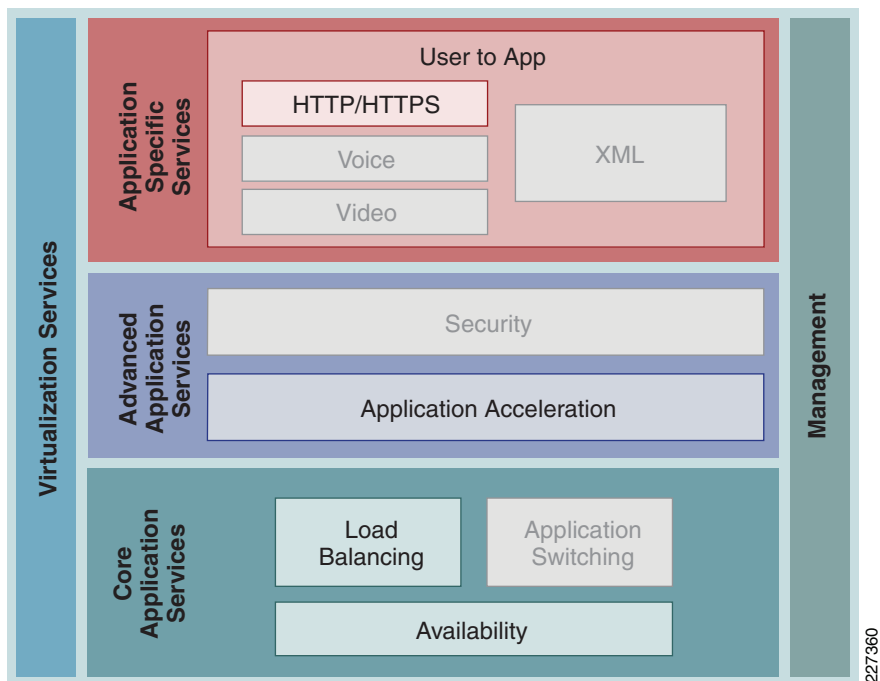 Virtualization Services
Application
Specific
Services
User to App
HTTP/HTTPS
Voice
Video
XML
Advanced
Application
Services
Security
Application Acceleration
Core
Application
Services
Load
Balancing
Application
Switching
Availability
Management
227360